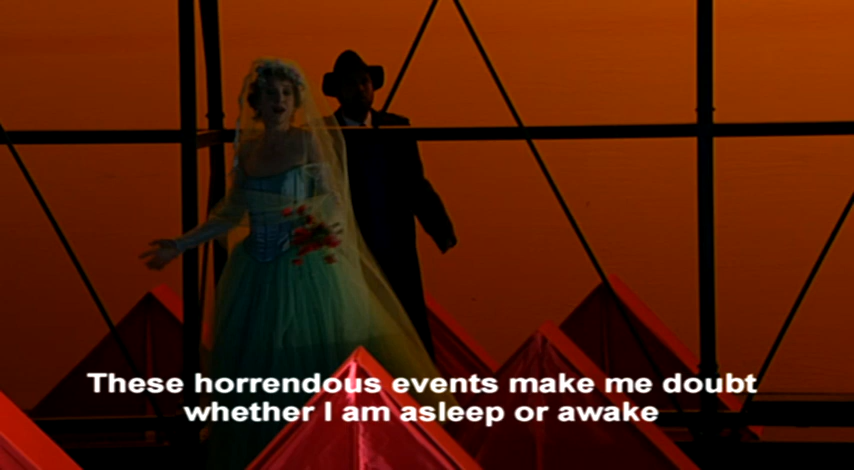 These horrendous events make me doubt
whether I am asleep or awake